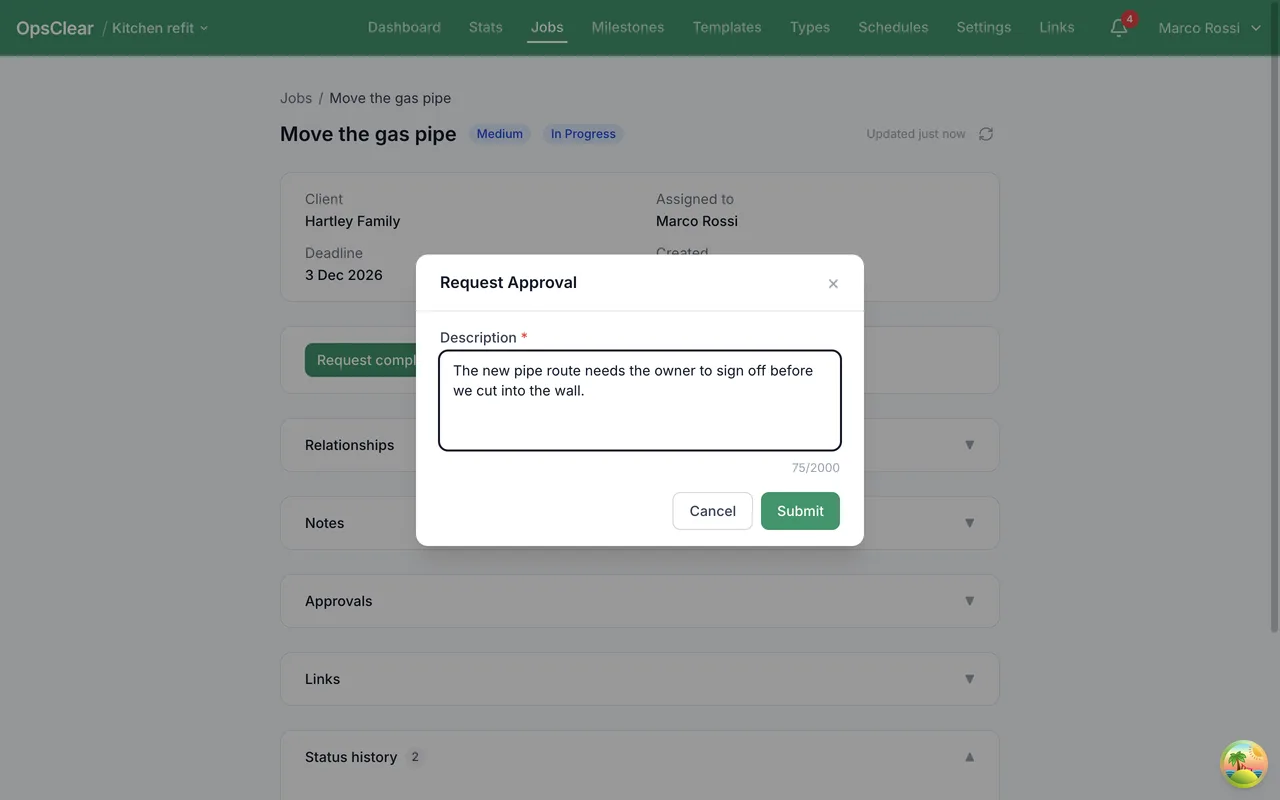 OpsClear / Kitchen refit
Dashboard
Stats
Jobs
Milestones
Templates
Types
Schedules
Settings
Links
4
Marco Rossi
Jobs / Move the gas pipe
Move the gas pipe
Medium
In Progress
Updated just now
Client
Assigned to
Hartley Family
Marco Rossi
Deadline
Created
3 Dec 2026
Request Approval
Description *
The new pipe route needs the owner to sign off before
we cut into the wall.
75/2000
Cancel
Submit
Request compl
Relationships
Notes
Approvals
Links
Status history 2